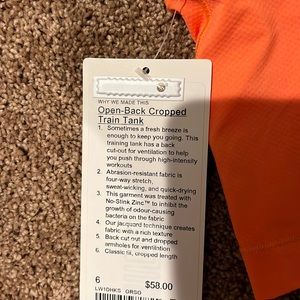 WHY WE MADE THIS
Open-Back Cropped
Train Tank
1. Sometimes a fresh breeze is
enough to keep you going. This
training tank has a back
cut-out for ventilation to help
you push through high-intensity
workouts
2. Abrasion-resistant fabric is
four-way stretch,
sweat-wicking, and quick-drying
3. This garment was treated with
No-Stink Zinc™ to inhibit the
growth of odour-causing
bacteria on the fabric
4. Our jacquard technique creates
fabric with a rich texture
5. Back cut out and dropped
armholes for ventilation
6. Classic fit, cropped length
6
$58.00
LW1DHKS GRSO